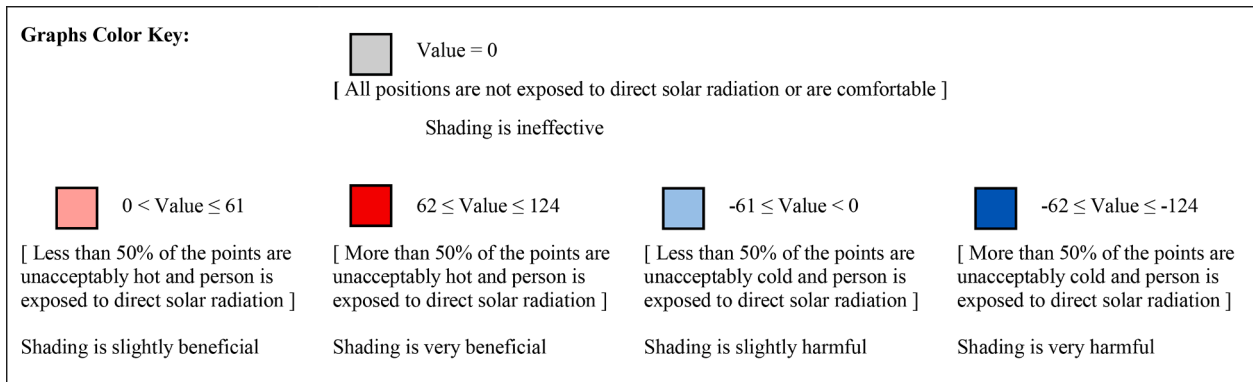 Graphs Color Key:
Value = 0
[ All positions are not exposed to direct solar radiation or are comfortable ]
Shading is ineffective
0 < Value ≤ 61
[ Less than 50% of the points are
unacceptably hot and person is
exposed to direct solar radiation ]
Shading is slightly beneficial
62 ≤ Value ≤ 124
[ More than 50% of the points are
unacceptably hot and person is
exposed to direct solar radiation ]
Shading is very beneficial
-61 ≤ Value < 0
[ Less than 50% of the points are
unacceptably cold and person is
exposed to direct solar radiation ]
Shading is slightly harmful
-62 ≤ Value ≤ -124
[ More than 50% of the points are
unacceptably cold and person is
exposed to direct solar radiation ]
Shading is very harmful